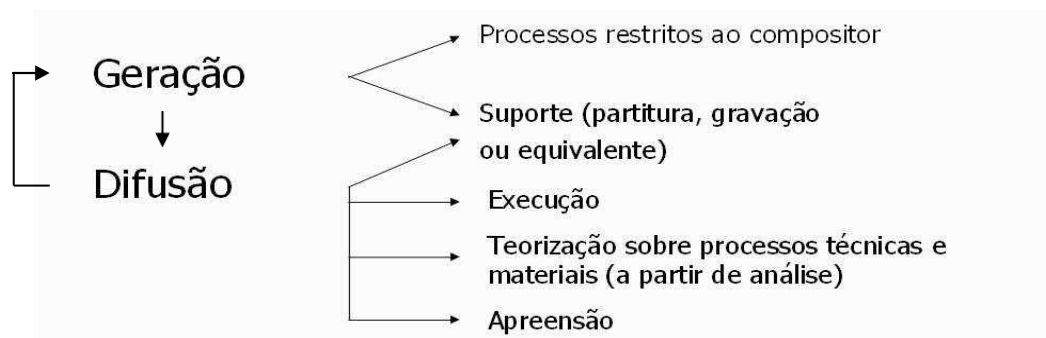 Processos restritos ao compositor
Geração
Suporte (partitura, gravação
ou equivalente)
Difusão
Execução
Teorização sobre processos técnicas e
materiais (a partir de análise)
Apreensão